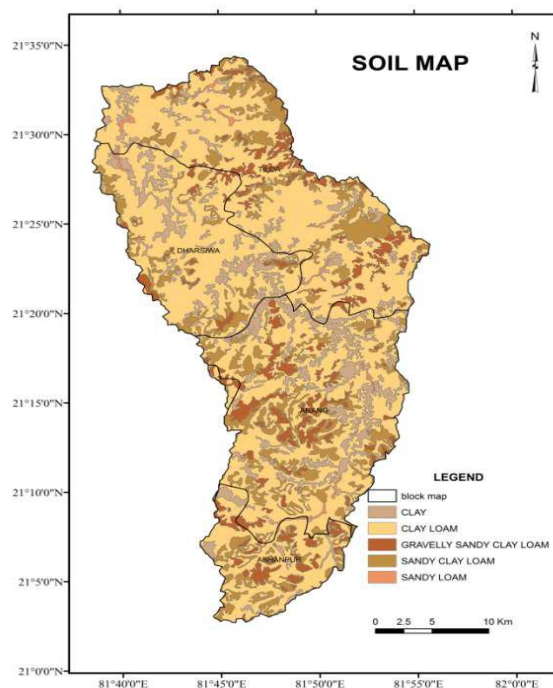 SOIL MAP
N
21°35'0"N
21°30'0"N
21°25'0"N
21°20'0"N
21°15'0"N
21°10'0"N
21°5'0"N
21°0'0"N
TILDA
DHARSIWA
ARANG
ABHANPUR
LEGEND
block map
CLAY
CLAY LOAM
GRAVELLY SANDY CLAY LOAM
SANDY CLAY LOAM
SANDY LOAM
0 2.5 5 10 Km
81°40'0"E 81°45'0"E 81°50'0"E 81°55'0"E 82°0'0"E